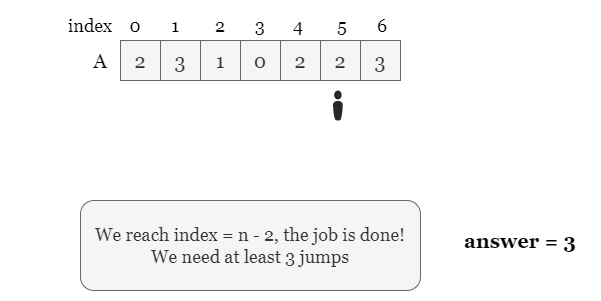 index 0 1 2 3 4 5 6
A 2 3 1 0 2 2 3
We reach index = n - 2, the job is done!
We need at least 3 jumps
answer = 3